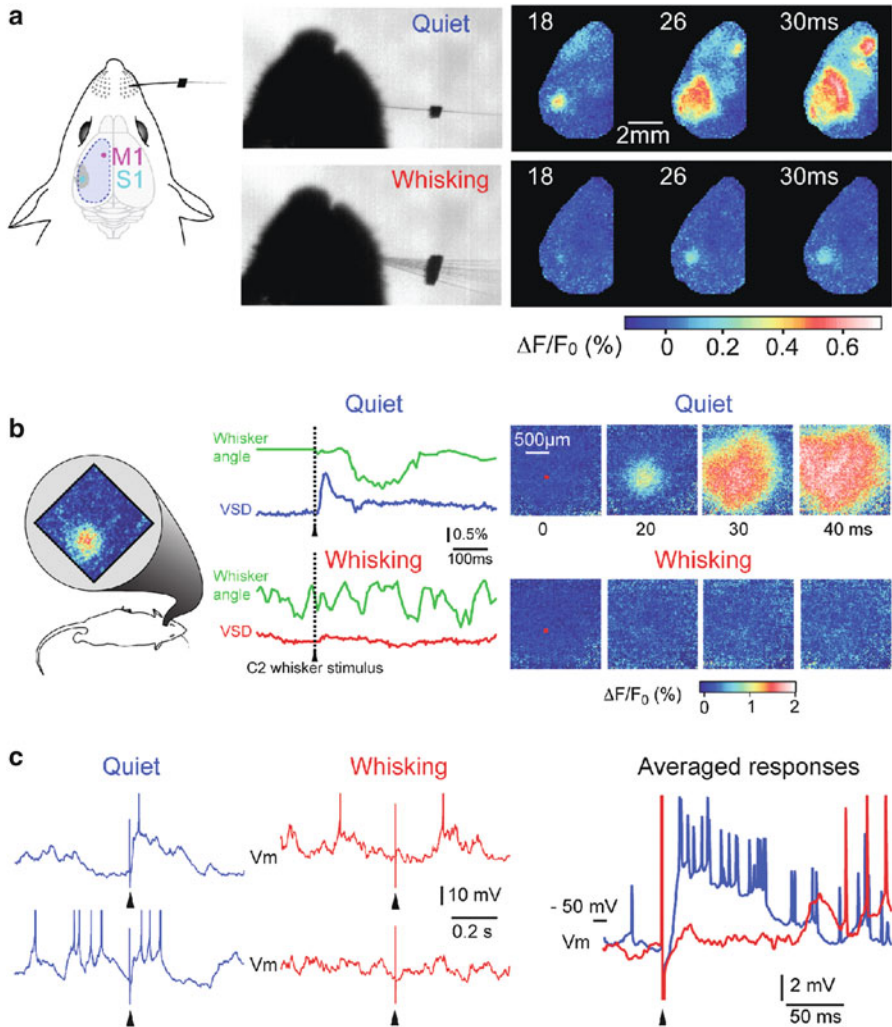 a
M1
S1
Quiet
Whisking
18 26 30ms
2mm
18 26 30ms
ΔF/F₀ (%) 0 0.2 0.4 0.6
b
Quiet
Whisker
angle
VSD
0.5%
100ms
Whisking
Whisker
angle
VSD
C2 whisker stimulus
Quiet
500µm
0 20 30 40 ms
Whisking
ΔF/F₀ (%)
0 1 2
c
Quiet
Whisking
Averaged responses
Vm
10 mV
0.2 s
Vm
- 50 mV
Vm
2 mV
50 ms